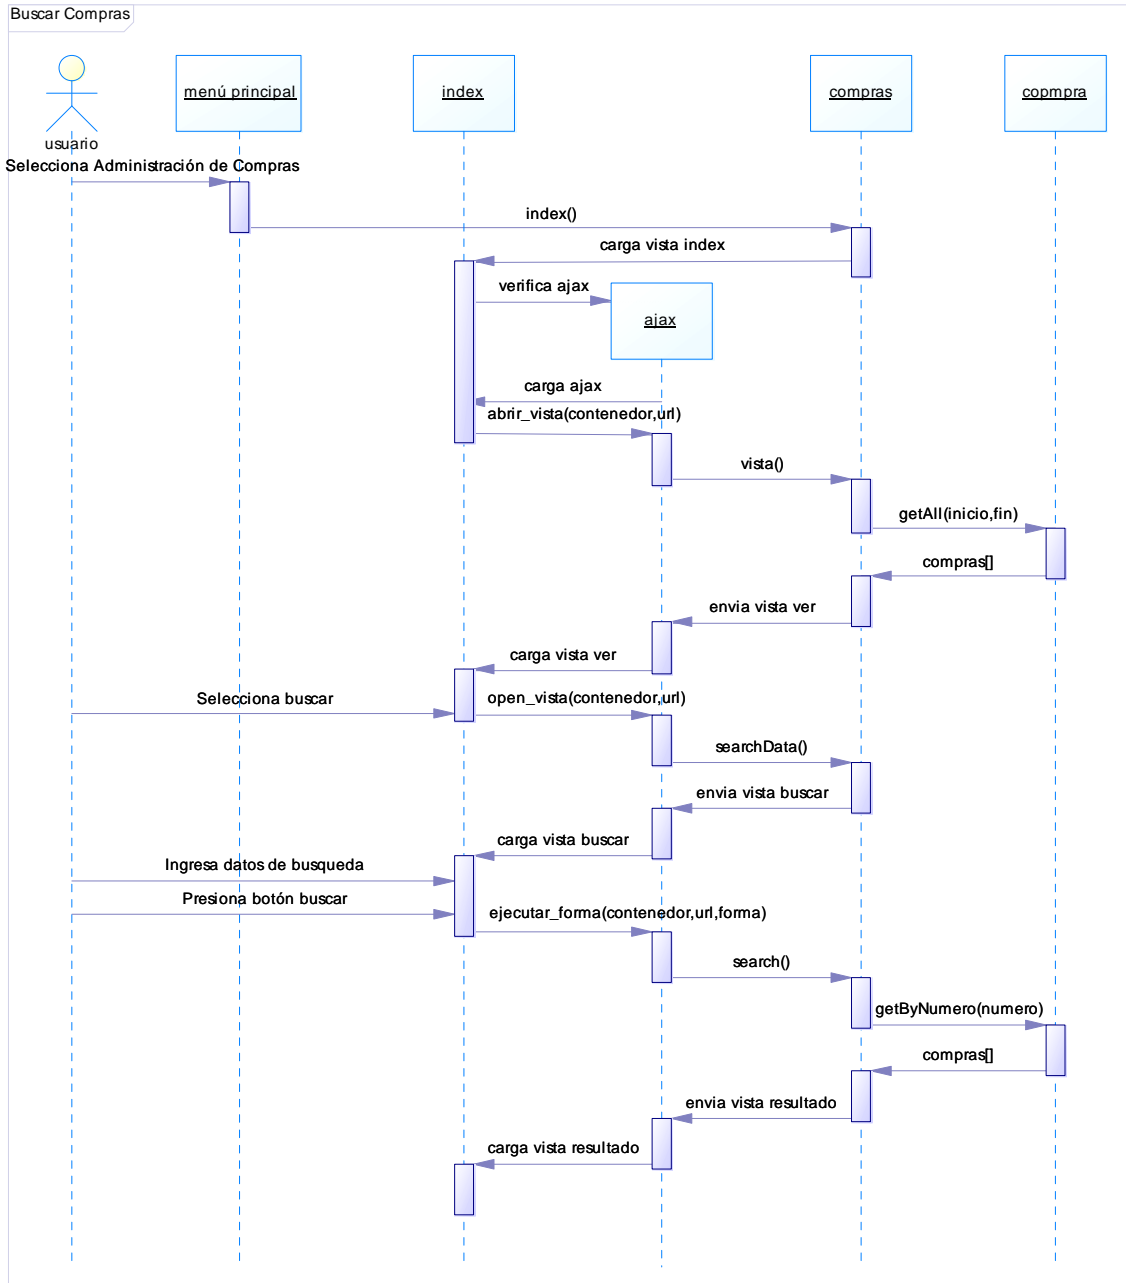 Buscar Compras
menú principal
index
compras
copmpra
usuario
Selecciona Administración de Compras
index()
carga vista index
verifica ajax
ajax
carga ajax
abrir_vista(contenedor,url)
vista()
getAll(inicio,fin)
compras[]
envia vista ver
carga vista ver
Selecciona buscar
open_vista(contenedor,url)
searchData()
envia vista buscar
carga vista buscar
Ingresa datos de busqueda
Presiona botón buscar
ejecutar_forma(contenedor,url,forma)
search()
getByNumero(numero)
compras[]
envia vista resultado
carga vista resultado